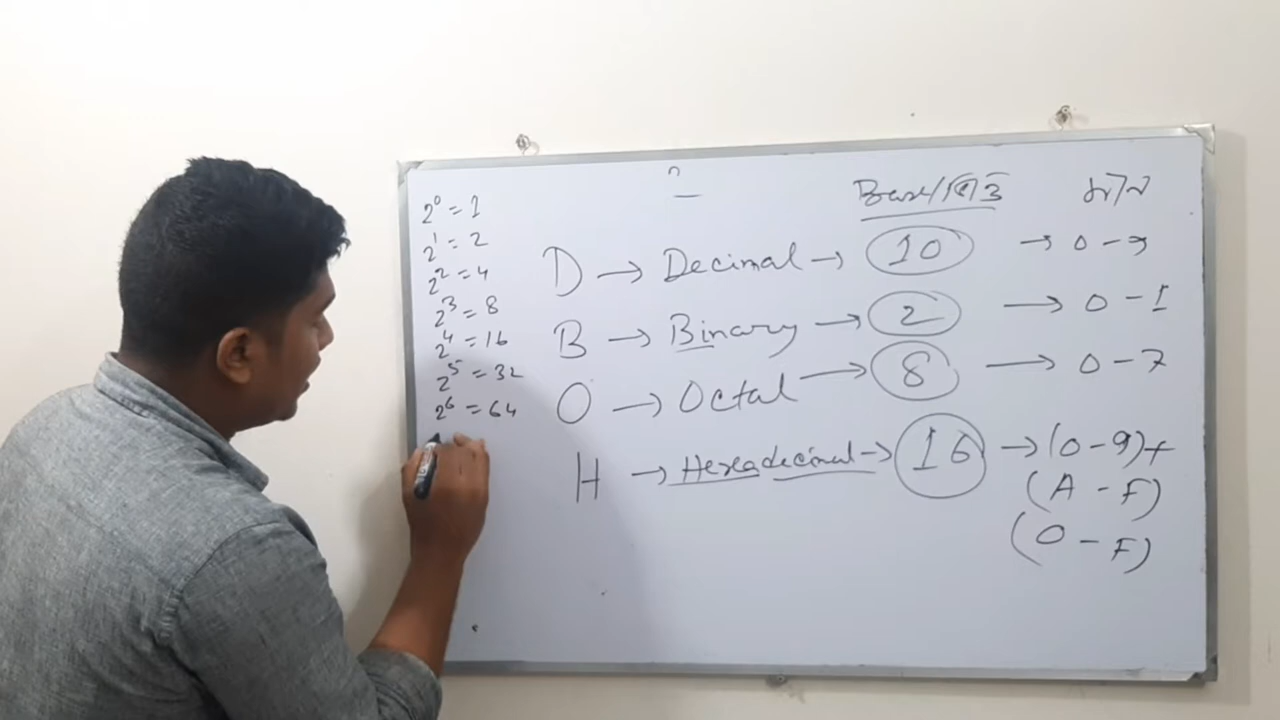 2⁰ = 1
2¹ = 2
2² = 4
2³ = 8
2⁴ = 16
2⁵ = 32
2⁶ = 64
Base/ভিত্তি মান
D → Decimal → 10 → 0 - ৯
B → Binary → 2 → 0 - 1
O → Octal → 8 → 0 - 7
H → Hexadecimal → 16 → (0 - 9) +
(A - F)
(0 - F)